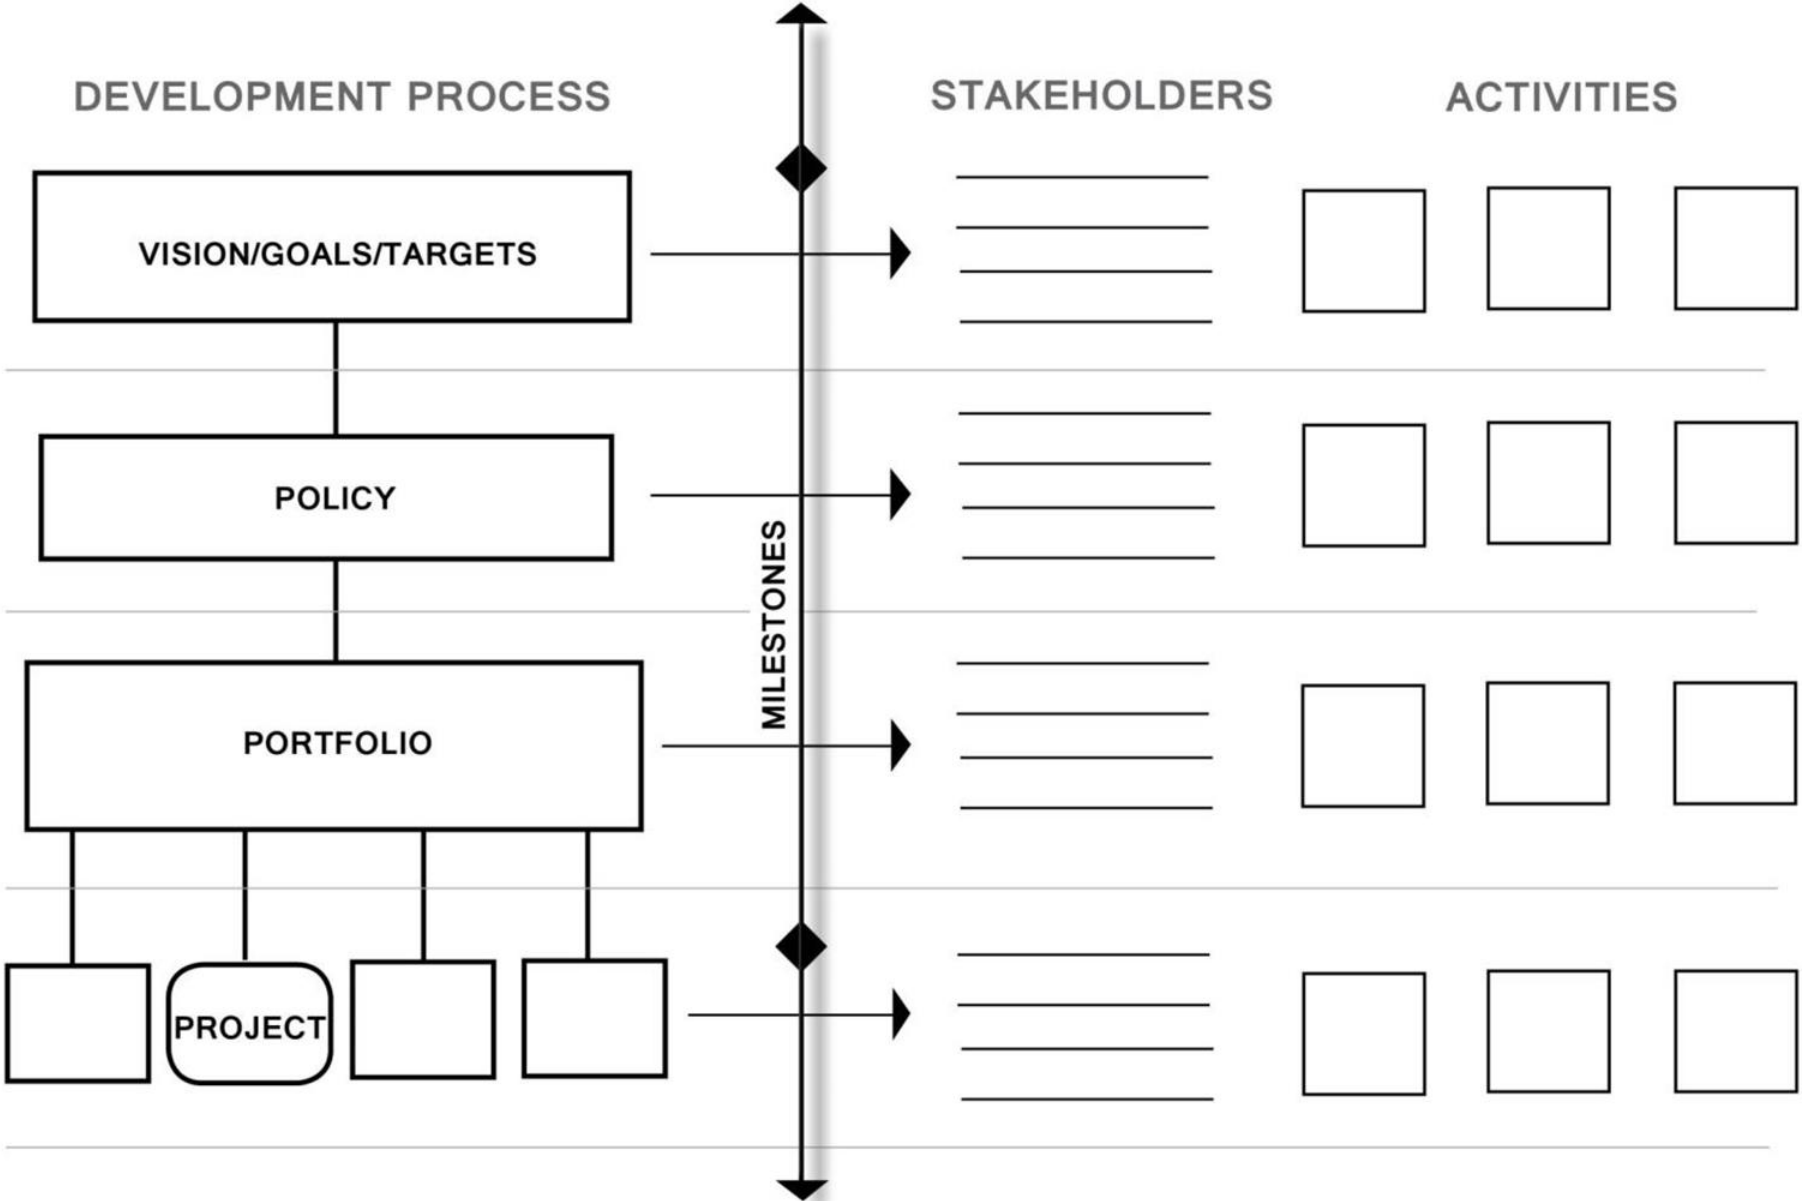 DEVELOPMENT PROCESS
STAKEHOLDERS
ACTIVITIES
VISION/GOALS/TARGETS
POLICY
MILESTONES
PORTFOLIO
PROJECT